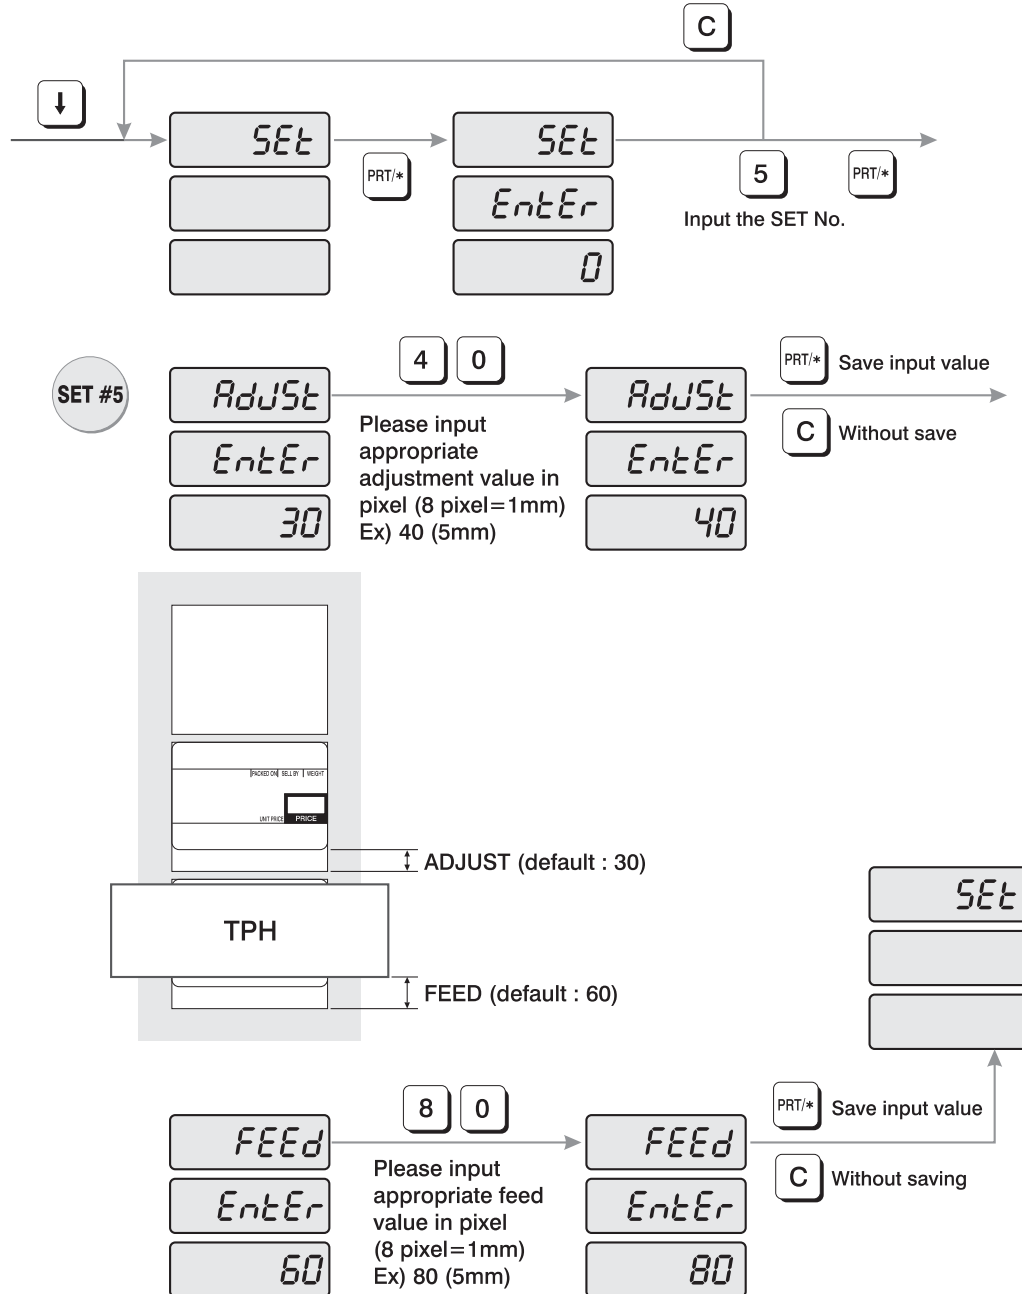 C
↓
SEt
PRT/*
SEt
EntEr
0
5
PRT/*
Input the SET No.
SET #5
AdJSt
EntEr
30
4 0
Please input
appropriate
adjustment value in
pixel (8 pixel=1mm)
Ex) 40 (5mm)
AdJSt
EntEr
40
PRT/* Save input value
C Without save
PACKED ON SELL BY WEIGHT
UNIT PRICE PRICE
ADJUST (default : 30)
TPH
FEED (default : 60)
SEt
FEEd
EntEr
60
8 0
Please input
appropriate feed
value in pixel
(8 pixel=1mm)
Ex) 80 (5mm)
FEEd
EntEr
80
PRT/* Save input value
C Without saving